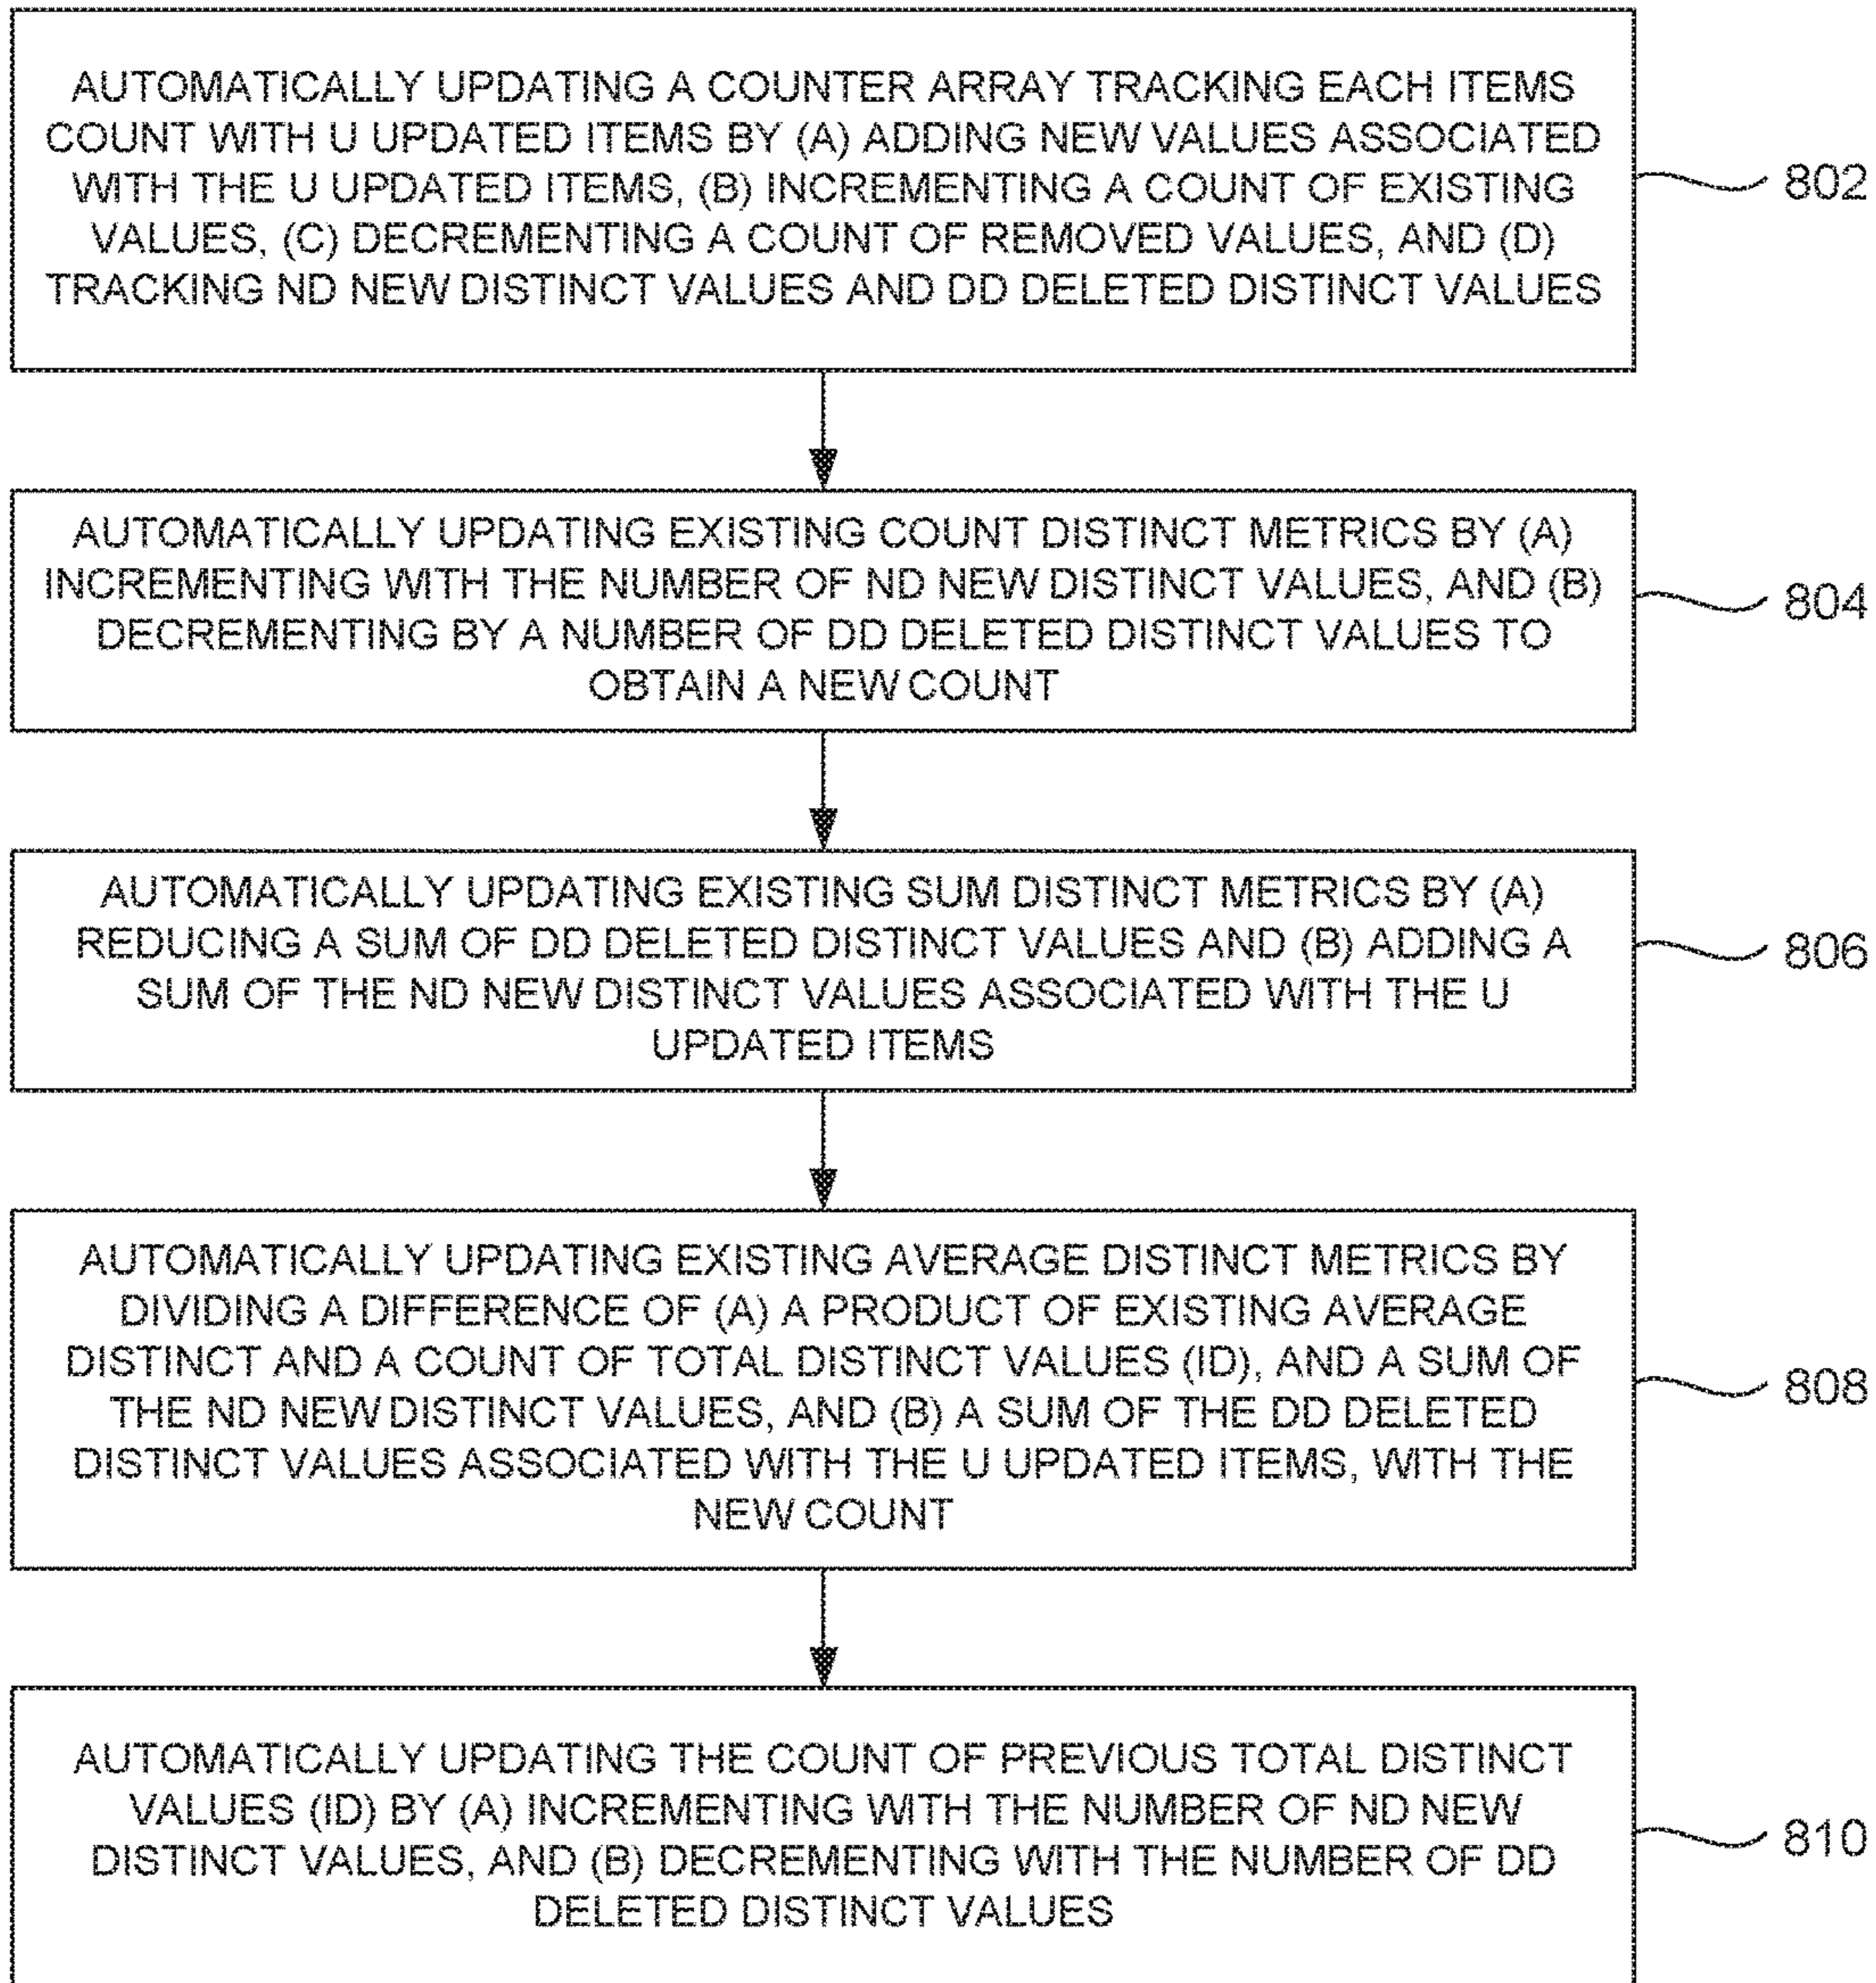 AUTOMATICALLY UPDATING A COUNTER ARRAY TRACKING EACH ITEMS
COUNT WITH U UPDATED ITEMS BY (A) ADDING NEW VALUES ASSOCIATED
WITH THE U UPDATED ITEMS, (B) INCREMENTING A COUNT OF EXISTING
VALUES, (C) DECREMENTING A COUNT OF REMOVED VALUES, AND (D)
TRACKING ND NEW DISTINCT VALUES AND DD DELETED DISTINCT VALUES
802
AUTOMATICALLY UPDATING EXISTING COUNT DISTINCT METRICS BY (A)
INCREMENTING WITH THE NUMBER OF ND NEW DISTINCT VALUES, AND (B)
DECREMENTING BY A NUMBER OF DD DELETED DISTINCT VALUES TO
OBTAIN A NEW COUNT
804
AUTOMATICALLY UPDATING EXISTING SUM DISTINCT METRICS BY (A)
REDUCING A SUM OF DD DELETED DISTINCT VALUES AND (B) ADDING A
SUM OF THE ND NEW DISTINCT VALUES ASSOCIATED WITH THE U
UPDATED ITEMS
806
AUTOMATICALLY UPDATING EXISTING AVERAGE DISTINCT METRICS BY
DIVIDING A DIFFERENCE OF (A) A PRODUCT OF EXISTING AVERAGE
DISTINCT AND A COUNT OF TOTAL DISTINCT VALUES (ID), AND A SUM OF
THE ND NEW DISTINCT VALUES, AND (B) A SUM OF THE DD DELETED
DISTINCT VALUES ASSOCIATED WITH THE U UPDATED ITEMS, WITH THE
NEW COUNT
808
AUTOMATICALLY UPDATING THE COUNT OF PREVIOUS TOTAL DISTINCT
VALUES (ID) BY (A) INCREMENTING WITH THE NUMBER OF ND NEW
DISTINCT VALUES, AND (B) DECREMENTING WITH THE NUMBER OF DD
DELETED DISTINCT VALUES
810